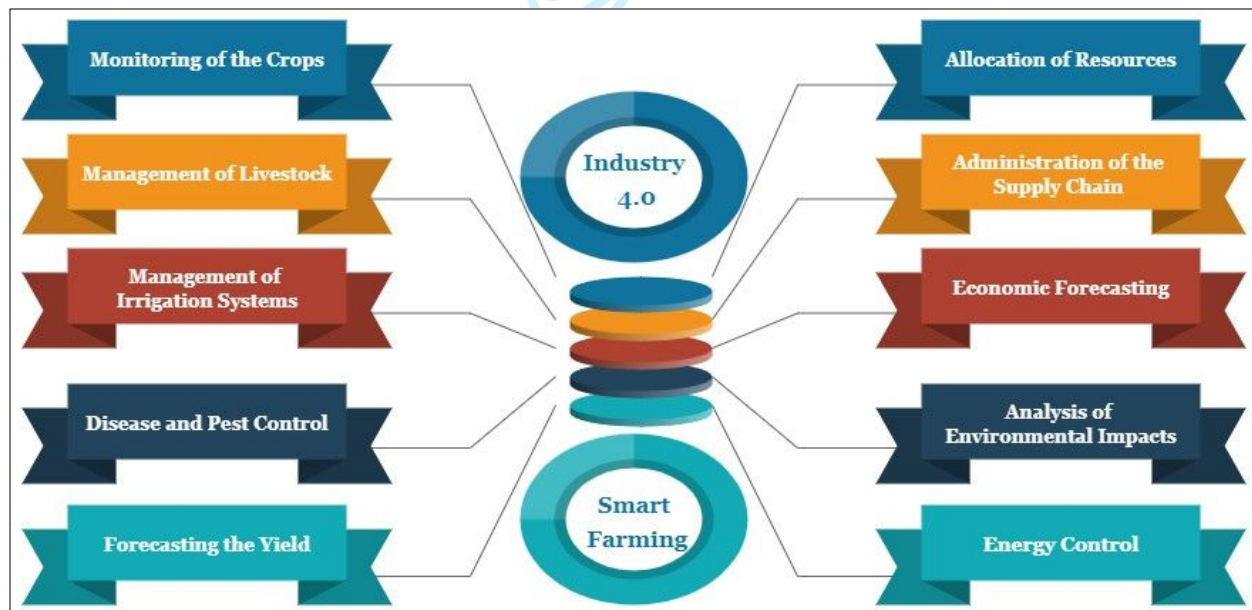 Monitoring of the Crops
Management of Livestock
Management of
Irrigation Systems
Disease and Pest Control
Forecasting the Yield
Industry
4.0
Smart
Farming
Allocation of Resources
Administration of the
Supply Chain
Economic Forecasting
Analysis of
Environmental Impacts
Energy Control